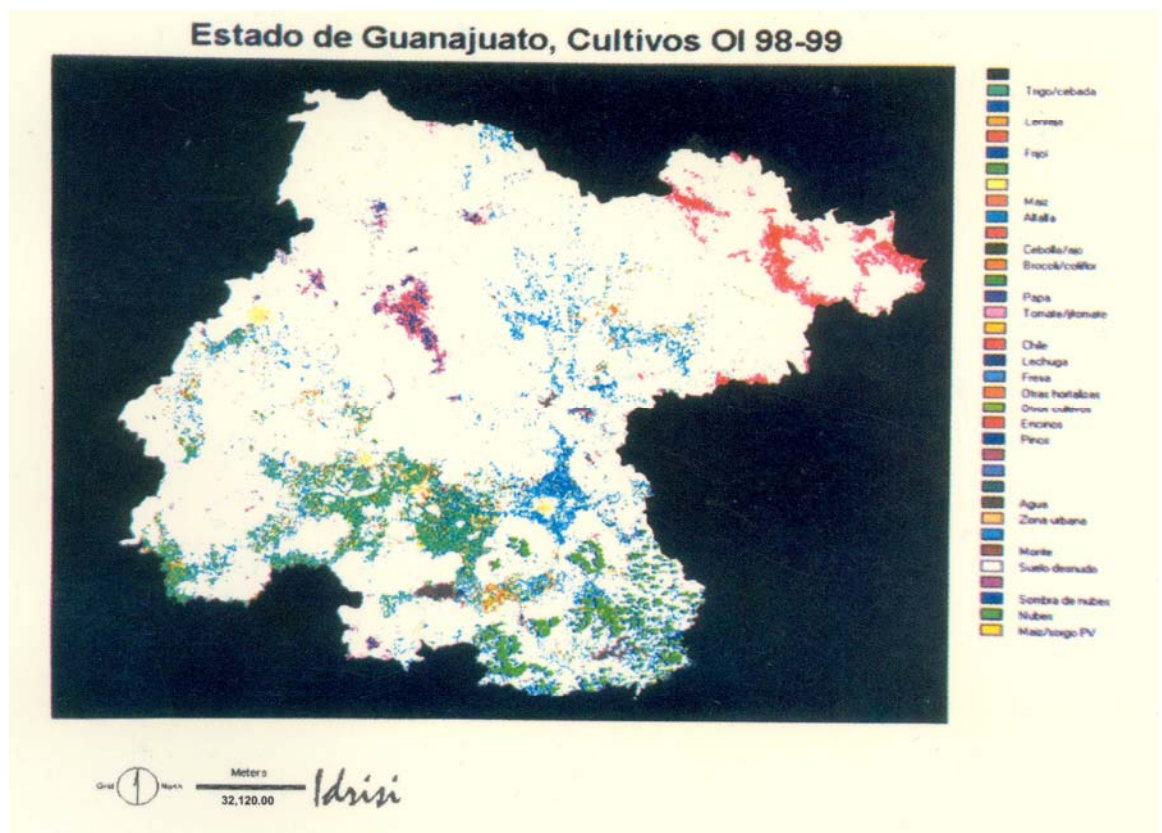 Estado de Guanajuato, Cultivos OI 98-99
Trigo/cebada
Lenteja
Frijol
Maiz
Alfalfa
Cebolla/ajo
Brocoli/coliflor
Papa
Tomate/jitomate
Chile
Lechuga
Fresa
Otras hortalizas
Otros cultivos
Encinos
Pinos
Agua
Zona urbana
Monte
Suelo desnudo
Sombra de nubes
Nubes
Maiz/sorgo PV
Grid North
Meters
32,120.00
Idrisi